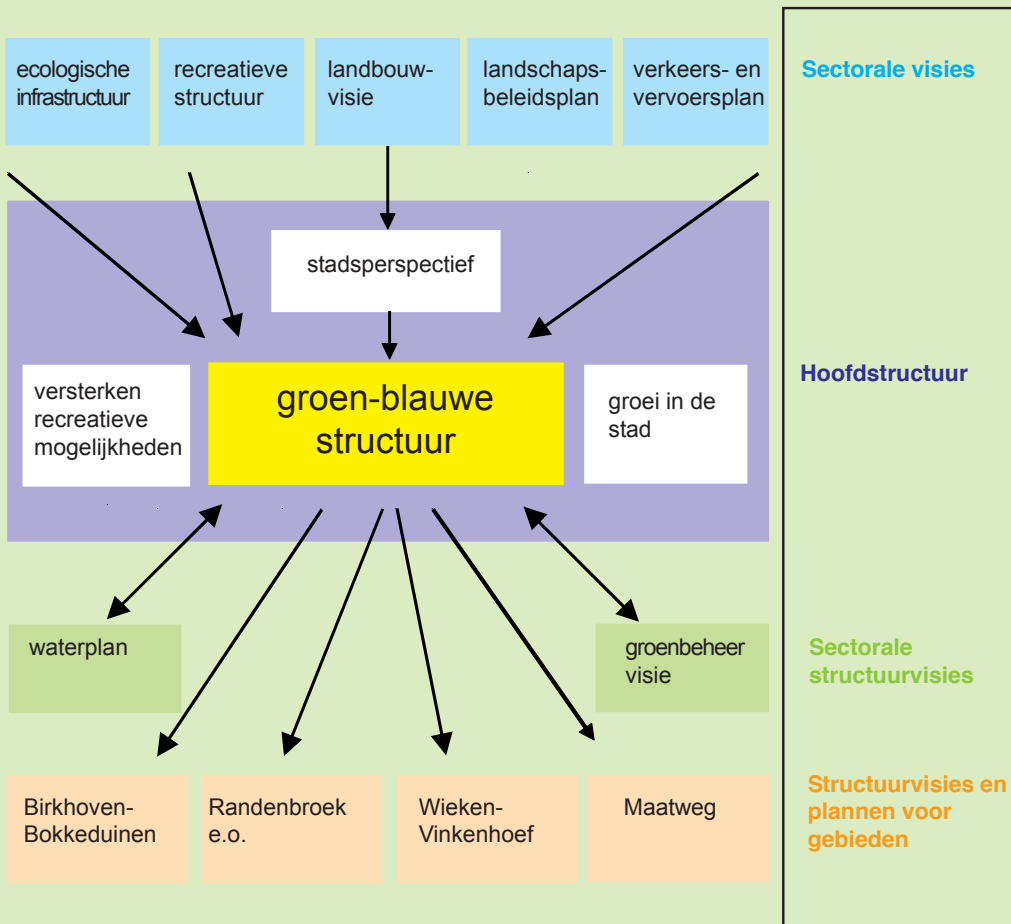 ecologische
infrastructuur
recreatieve
structuur
landbouw-
visie
landschaps-
beleidsplan
verkeers- en
vervoersplan
Sectorale visies
stadsperspectief
versterken
recreatieve
mogelijkheden
groen-blauwe
structuur
groei in de
stad
Hoofdstructuur
waterplan
groenbeheer
visie
Sectorale
structuurvisies
Birkhoven-
Bokkeduinen
Randenbroek
e.o.
Wieken-
Vinkenhoef
Maatweg
Structuurvisies en
plannen voor
gebieden